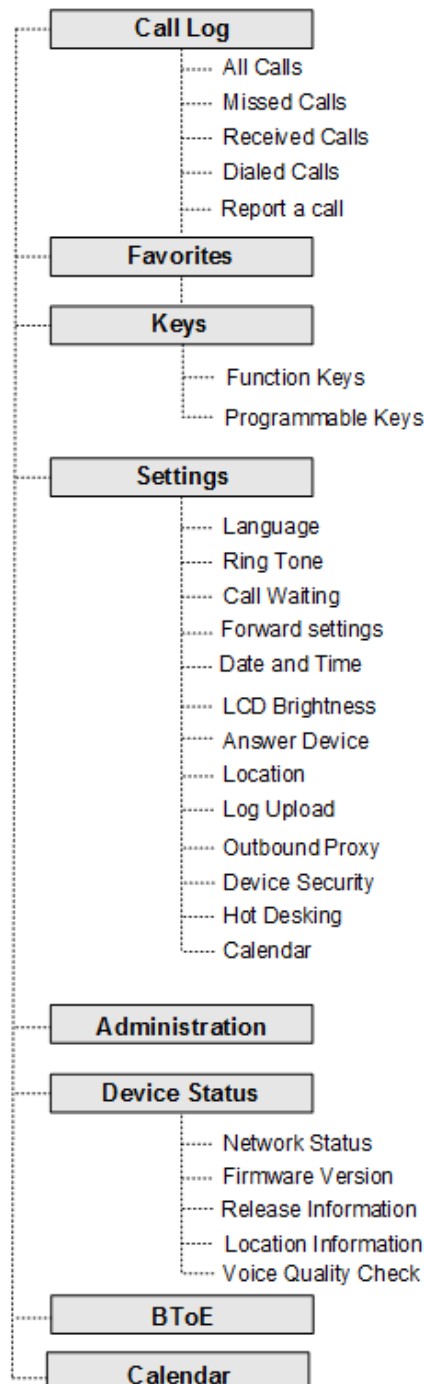 Call Log
All Calls
Missed Calls
Received Calls
Dialed Calls
Report a call
Favorites
Keys
Function Keys
Programmable Keys
Settings
Language
Ring Tone
Call Waiting
Forward settings
Date and Time
LCD Brightness
Answer Device
Location
Log Upload
Outbound Proxy
Device Security
Hot Desking
Calendar
Administration
Device Status
Network Status
Firmware Version
Release Information
Location Information
Voice Quality Check
BToE
Calendar